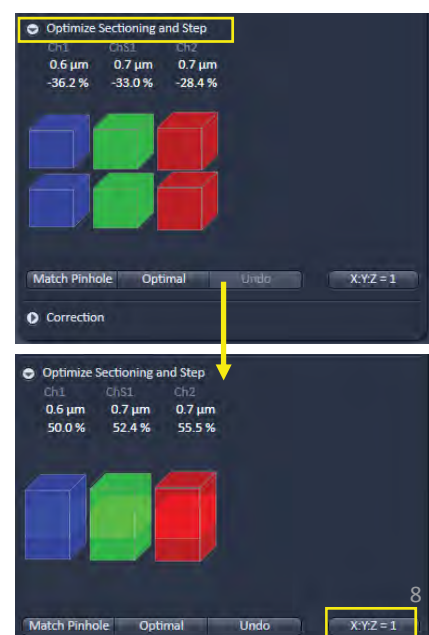 Optimize Sectioning and Step
Ch1 ChS1 Ch2
0.6 µm 0.7 µm 0.7 µm
-36.2 % -33.0 % -28.4 %
Match Pinhole Optimal Undo X:Y:Z = 1
Correction
Optimize Sectioning and Step
Ch1 ChS1 Ch2
0.6 µm 0.7 µm 0.7 µm
50.0 % 52.4 % 55.5 %
8
Match Pinhole Optimal Undo X:Y:Z = 1